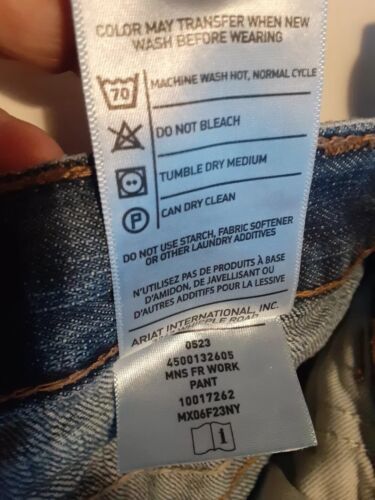 COLOR MAY TRANSFER WHEN NEW
WASH BEFORE WEARING
70
MACHINE WASH HOT, NORMAL CYCLE
DO NOT BLEACH
TUMBLE DRY MEDIUM
P
CAN DRY CLEAN
DO NOT USE STARCH, FABRIC SOFTENER
OR OTHER LAUNDRY ADDITIVES
N'UTILISEZ PAS DE PRODUITS À BASE
D'AMIDON, DE JAVELLISANT OU
D'AUTRES ADDITIFS POUR LA LESSIVE
ARIAT INTERNATIONAL, INC.
ROAD
0523
4500132605
MNS FR WORK
PANT
10017262
MX06F23NY
i